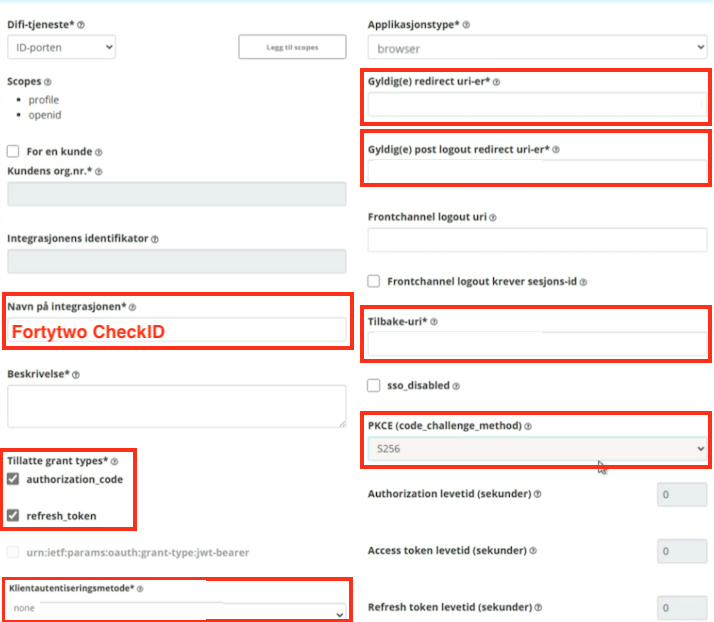 Difi-tjeneste*
ID-porten
Legg til scopes
Scopes
profile
openid
For en kunde
Kundens org.nr.*
Integrasjonens identifikator
Navn på integrasjonen*
Fortytwo CheckID
Beskrivelse*
Tillatte grant types*
authorization_code
refresh_token
urn:ietf:params:oauth:grant-type:jwt-bearer
Klientautentiseringsmetode*
none
Applikasjonstype*
browser
Gyldig(e) redirect uri-er*
Gyldig(e) post logout redirect uri-er*
Frontchannel logout uri
Frontchannel logout krever sesjons-id
Tilbake-uri*
sso_disabled
PKCE (code_challenge_method)
S256
Authorization levetid (sekunder)
0
Access token levetid (sekunder)
0
Refresh token levetid (sekunder)
0